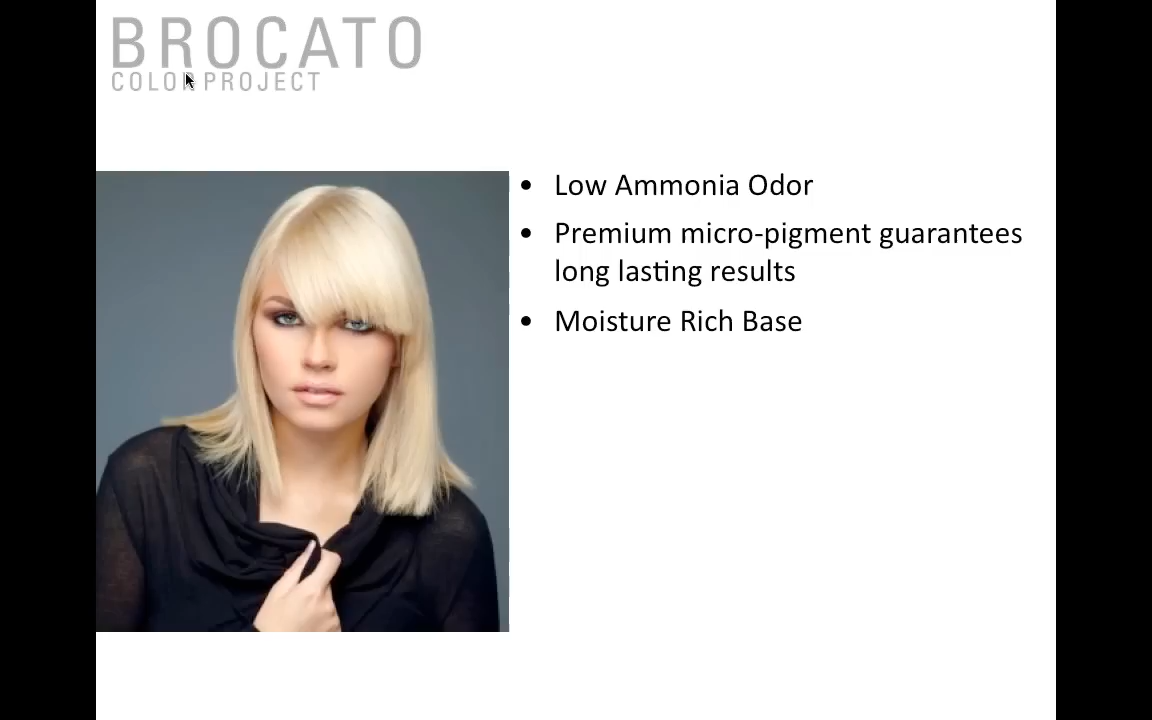 BROCATO
COLOR PROJECT
• Low Ammonia Odor
• Premium micro-pigment guarantees
long lasting results
• Moisture Rich Base